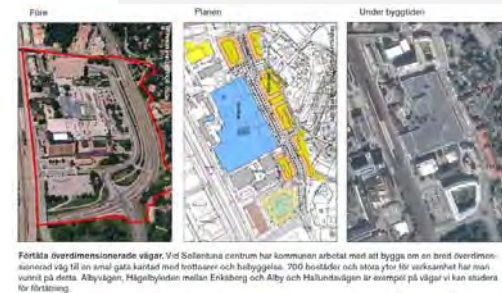 Före
Planen
Under byggtiden
Förtäta överdimensionerade vägar. Vid Sollentuna centrum har kommunen arbetat med att bygga om en bred överdimen-
sionerad väg till en smal gata kantad med trottoarer och bebyggelse. 700 bostäder och stora ytor för verksamhet har man
vunnit på detta. Albyvägen, Hågelbyleden mellan Eriksberg och Alby och Hallundavägen är exempel på vägar vi kan studera
för förtätning.